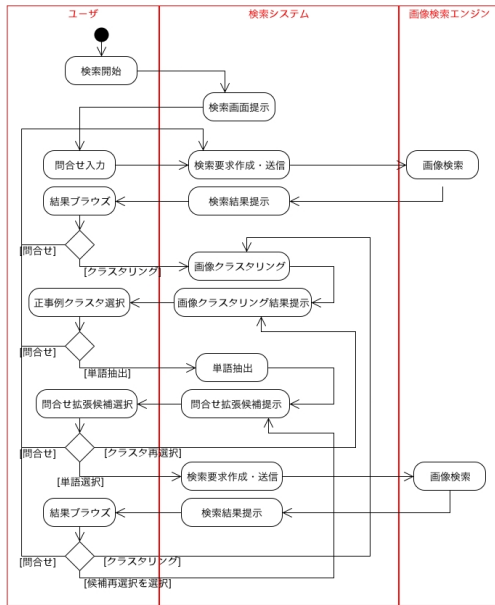 ユーザ
検索システム
画像検索エンジン
検索開始
検索画面提示
問合せ入力
検索要求作成・送信
画像検索
結果ブラウズ
検索結果提示
[問合せ]
[クラスタリング]
画像クラスタリング
正事例クラスタ選択
画像クラスタリング結果提示
[問合せ]
[単語抽出]
単語抽出
問合せ拡張候補選択
問合せ拡張候補提示
[問合せ]
[クラスタ再選択]
[単語選択]
検索要求作成・送信
画像検索
結果ブラウズ
検索結果提示
[問合せ]
[クラスタリング]
[候補再選択を選択]